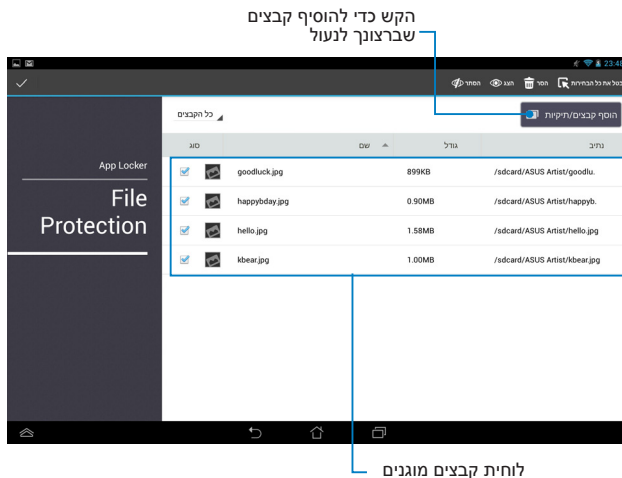 הקש כדי להוסיף קבצים
שברצונך לנעול
23:48
בטל את כל הבחירות
הסר
הצג
הסתר
כל הקבצים
הוסף קבצים/תיקיות
סוג
שם
גודל
נתיב
App Locker
File
Protection
goodluck.jpg 899KB /sdcard/ASUS Artist/goodlu.
happybday.jpg 0.90MB /sdcard/ASUS Artist/happyb.
hello.jpg 1.58MB /sdcard/ASUS Artist/hello.jpg
kbear.jpg 1.00MB /sdcard/ASUS Artist/kbear.jpg
לוחית קבצים מוגנים